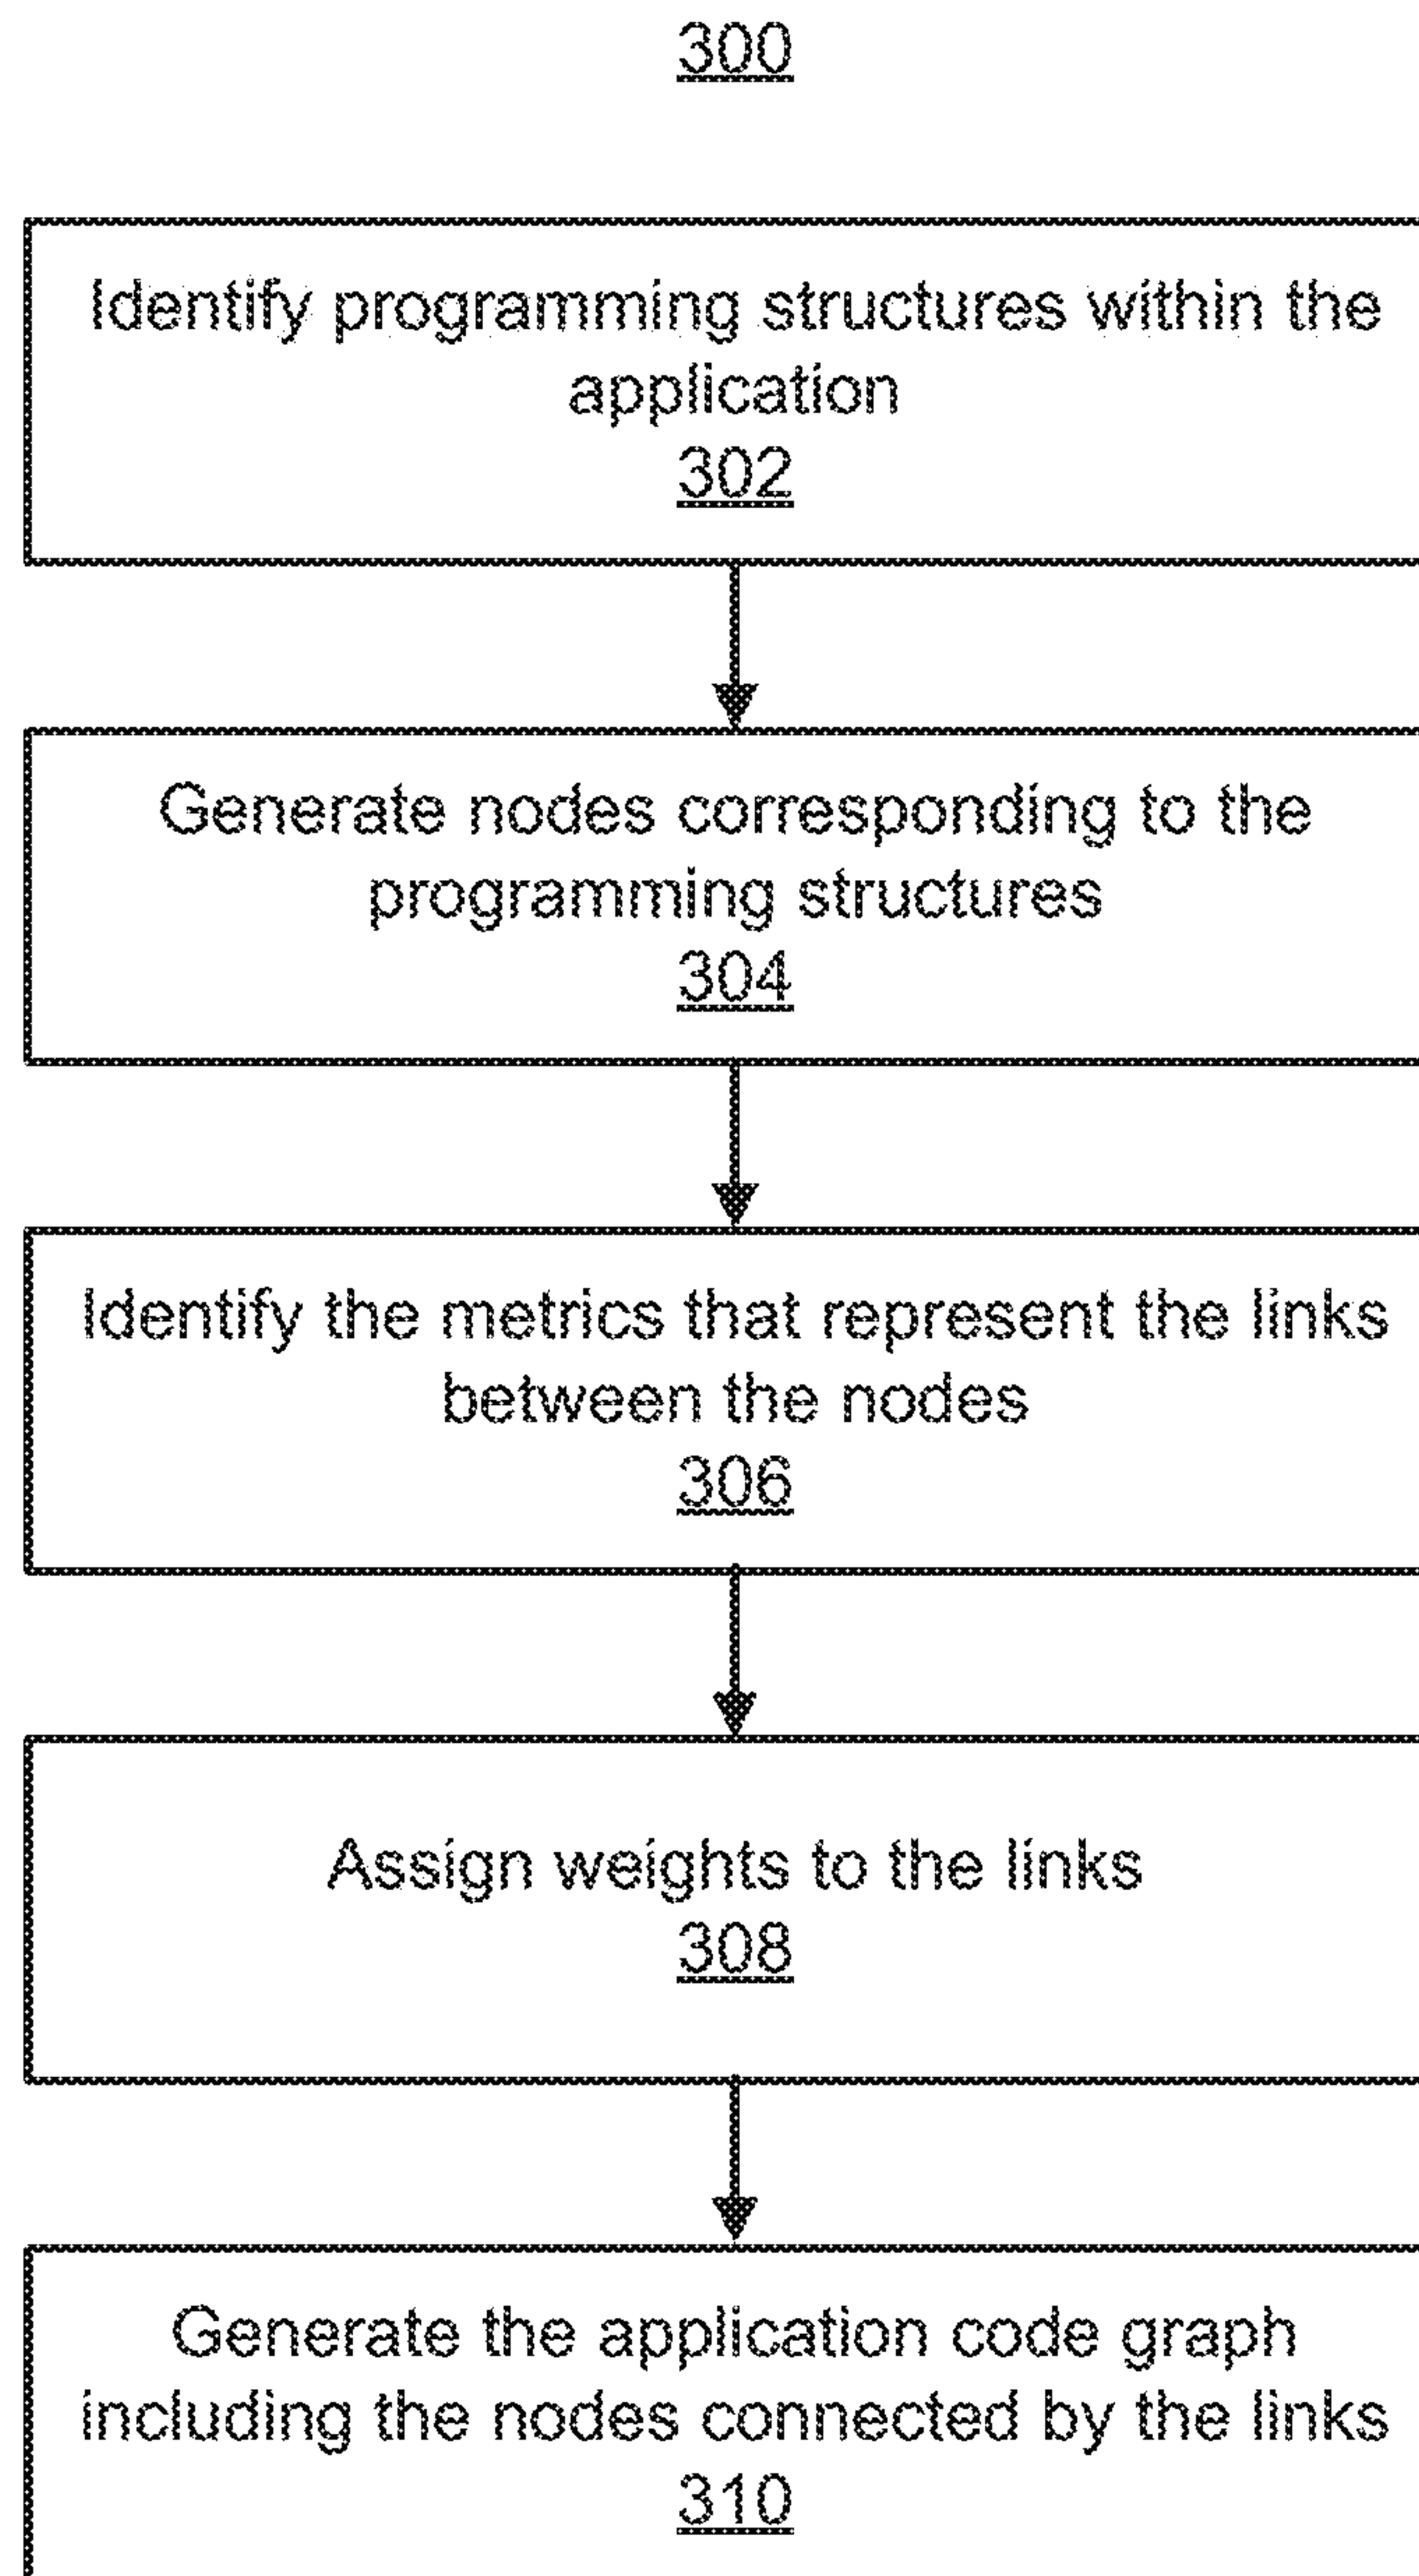 300
Identify programming structures within the
application
302
Generate nodes corresponding to the
programming structures
304
Identify the metrics that represent the links
between the nodes
306
Assign weights to the links
308
Generate the application code graph
including the nodes connected by the links
310